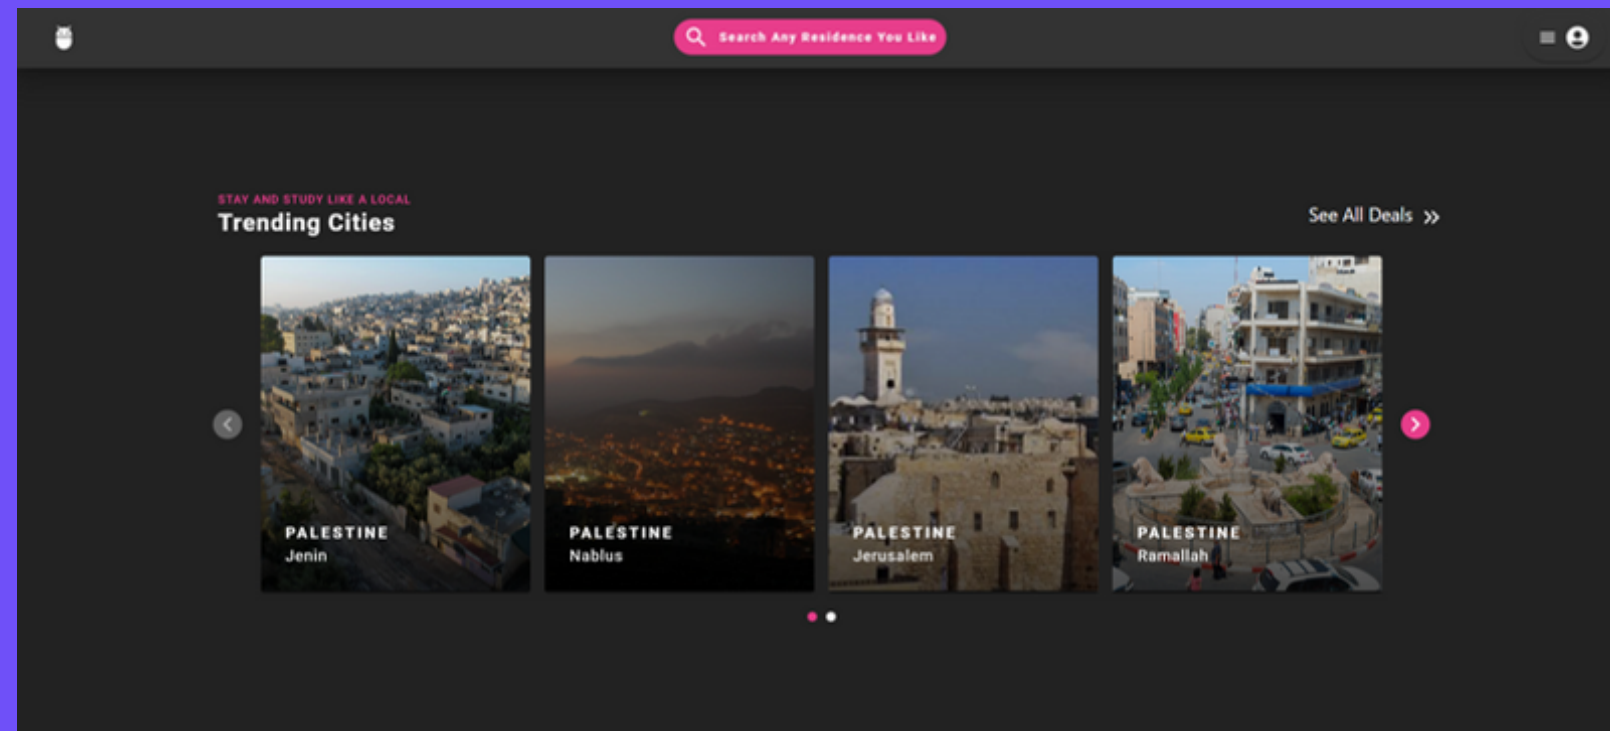 Search Any Residence You Like
STAY AND STUDY LIKE A LOCAL
Trending Cities
See All Deals
PALESTINE
Jenin
PALESTINE
Nablus
PALESTINE
Jerusalem
PALESTINE
Ramallah